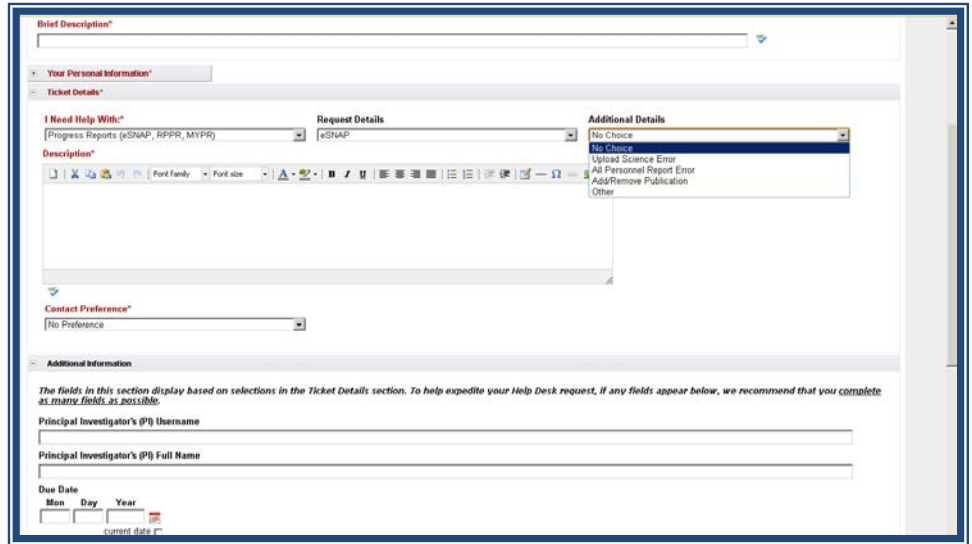 Brief Description*
Your Personal Information*
Ticket Details*
I Need Help With:* Request Details Additional Details
Progress Reports (eSNAP, RPPR, MYPR) eSNAP No Choice
No Choice
Upload Science Error
All Personnel Report Error
Add/Remove Publication
Other
Description*
Font family Font size A B I U
Contact Preference*
No Preference
Additional Information
The fields in this section display based on selections in the Ticket Details section. To help expedite your Help Desk request, if any fields appear below, we recommend that you complete
as many fields as possible.
Principal Investigator's (PI) Username
Principal Investigator's (PI) Full Name
Due Date
Mon Day Year
current date